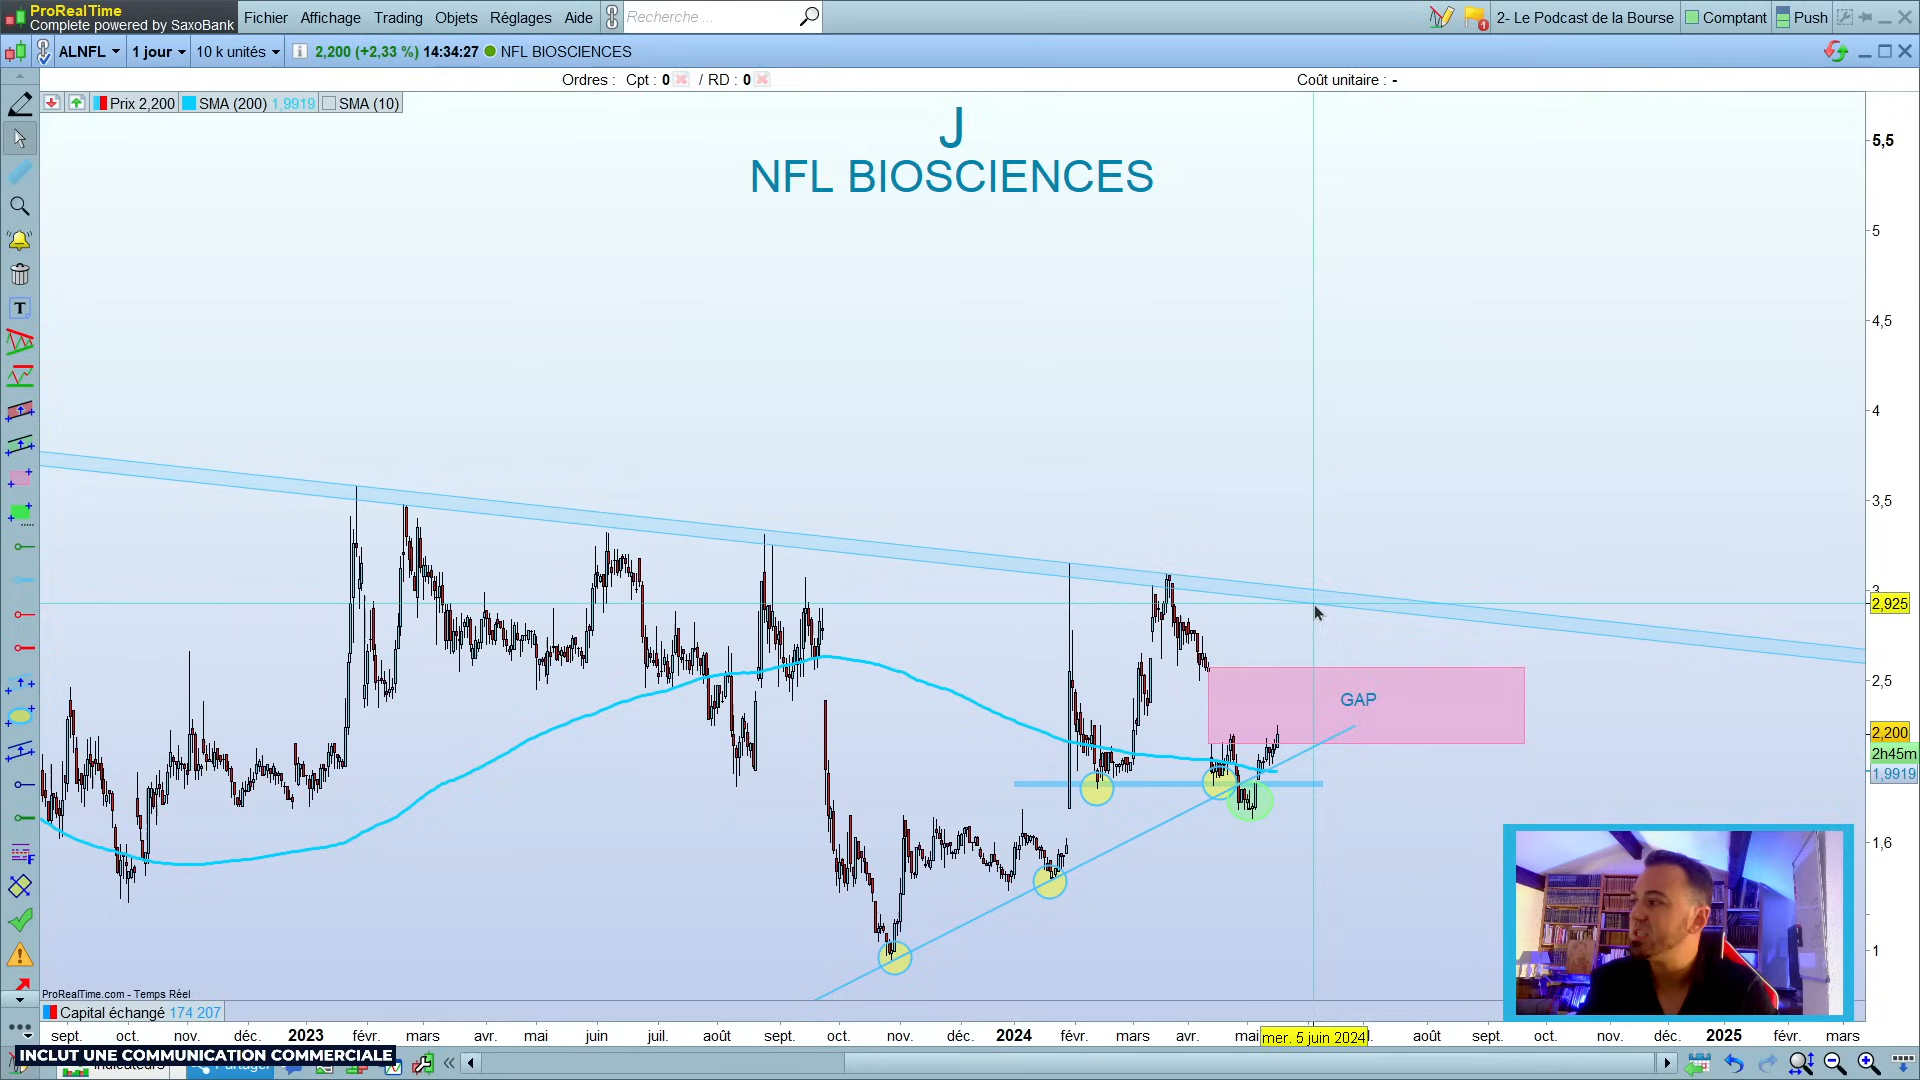 ProRealTime
Complete powered by SaxoBank
Fichier Affichage Trading Objets Réglages Aide
Recherche ...
1
2- Le Podcast de la Bourse
Comptant
Push
ALNFL 1 jour 10 k unités 2,200 (+2,33 %) 14:34:27 NFL BIOSCIENCES
Ordres : Cpt : 0 / RD : 0
Coût unitaire : -
Prix 2,200 SMA (200) 1,9919 SMA (10)
J
NFL BIOSCIENCES
5,5
5
4,5
4
3,5
3
2,925
2,5
GAP
2,200
2h45m
1,9919
1,6
1
ProRealTime.com - Temps Réel
Capital échangé 174 207
sept. oct. nov. déc. 2023 févr. mars avr. mai juin juil. août sept. oct. nov. déc. 2024 févr. mars avr. mai mer. 5 juin 2024 l. août sept. oct. nov. déc. 2025 févr. mars
INCLUT UNE COMMUNICATION COMMERCIALE
Indicateurs
Partager